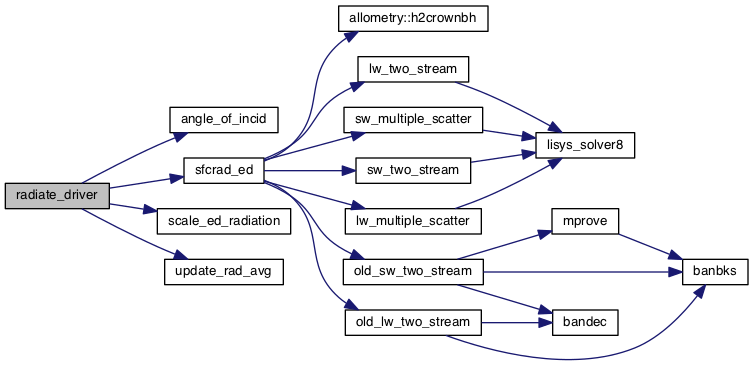 allometry::h2crownbh
lw_two_stream
angle_of_incid
sw_multiple_scatter
lisys_solver8
sfcrad_ed
sw_two_stream
radiate_driver
scale_ed_radiation
lw_multiple_scatter
mprove
update_rad_avg
old_sw_two_stream
banbks
old_lw_two_stream
bandec